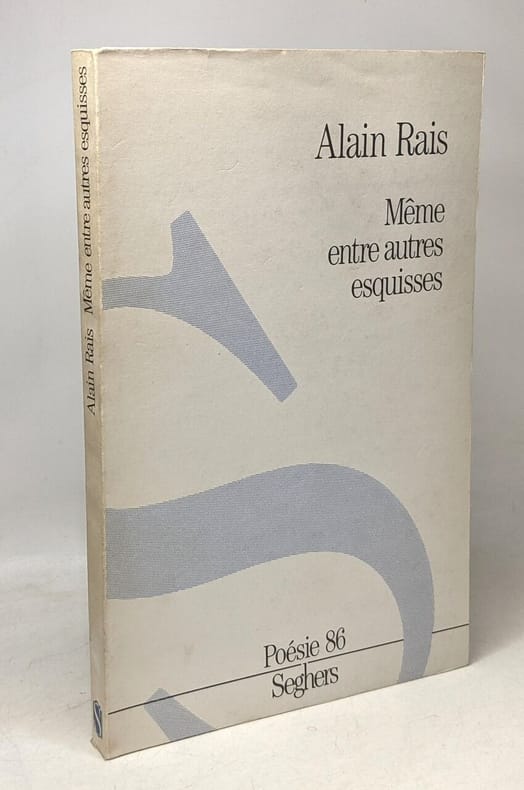 Alain Rais
Même
entre autres
esquisses
Poésie 86
Seghers
Alain Rais Même entre autres esquisses
S